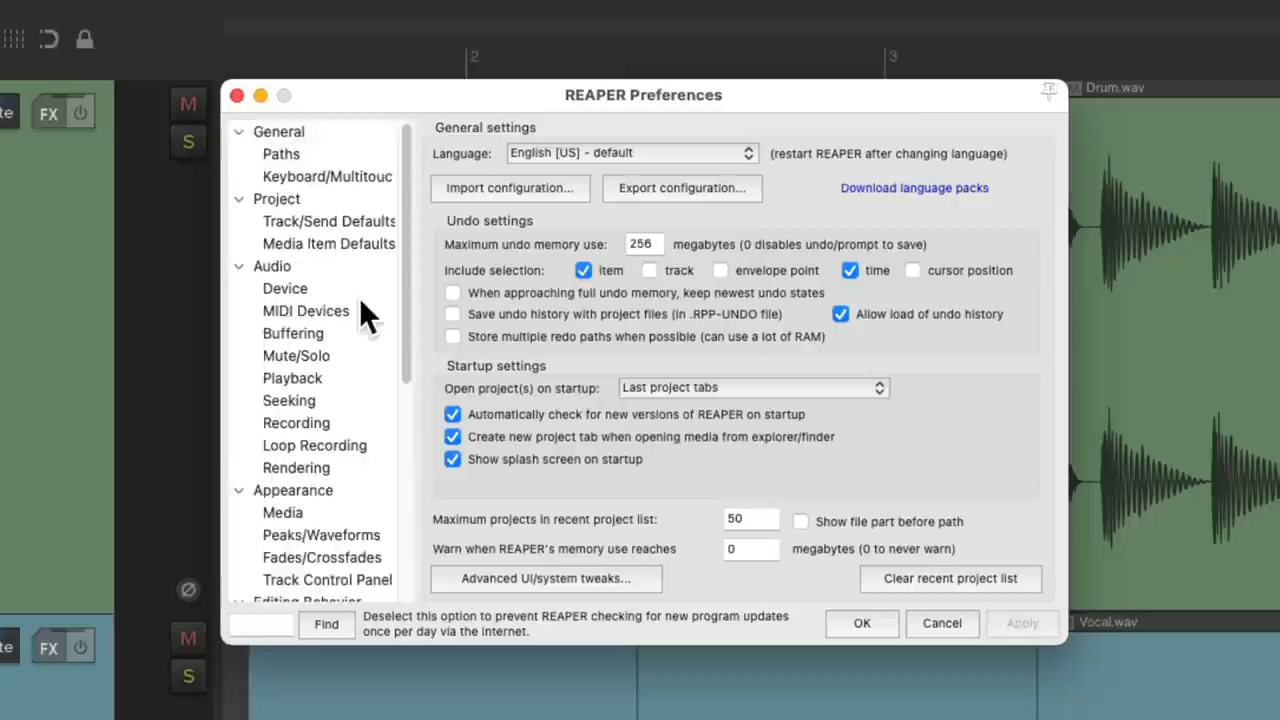 2
3
REAPER Preferences
Drum.wav
te
FX
M
S
General
Paths
Keyboard/Multitouc
Project
Track/Send Defaults
Media Item Defaults
Audio
Device
MIDI Devices
Buffering
Mute/Solo
Playback
Seeking
Recording
Loop Recording
Rendering
Appearance
Media
Peaks/Waveforms
Fades/Crossfades
Track Control Panel
Editing Behavior
General settings
Language: English [US] - default (restart REAPER after changing language)
Import configuration... Export configuration... Download language packs
Undo settings
Maximum undo memory use: 256 megabytes (0 disables undo/prompt to save)
Include selection: item track envelope point time cursor position
When approaching full undo memory, keep newest undo states
Save undo history with project files (in .RPP-UNDO file) Allow load of undo history
Store multiple redo paths when possible (can use a lot of RAM)
Startup settings
Open project(s) on startup: Last project tabs
Automatically check for new versions of REAPER on startup
Create new project tab when opening media from explorer/finder
Show splash screen on startup
Maximum projects in recent project list: 50 Show file part before path
Warn when REAPER's memory use reaches 0 megabytes (0 to never warn)
Advanced UI/system tweaks... Clear recent project list
Find
Deselect this option to prevent REAPER checking for new program updates
once per day via the internet.
OK Cancel Apply
Vocal.wav
te
FX
M
S